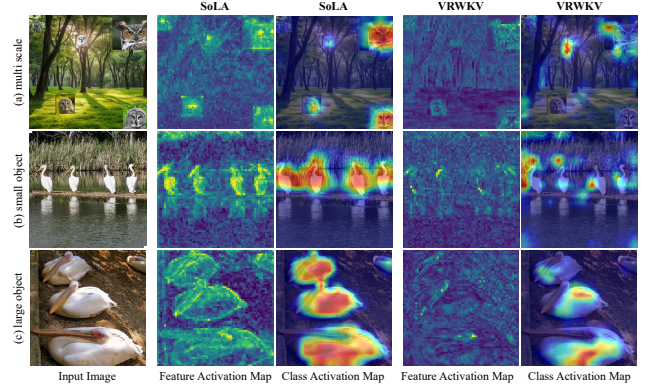 SoLA SoLA VRWKV VRWKV
(a) multi scale
(b) small object
(c) large object
Input Image Feature Activation Map Class Activation Map Feature Activation Map Class Activation Map